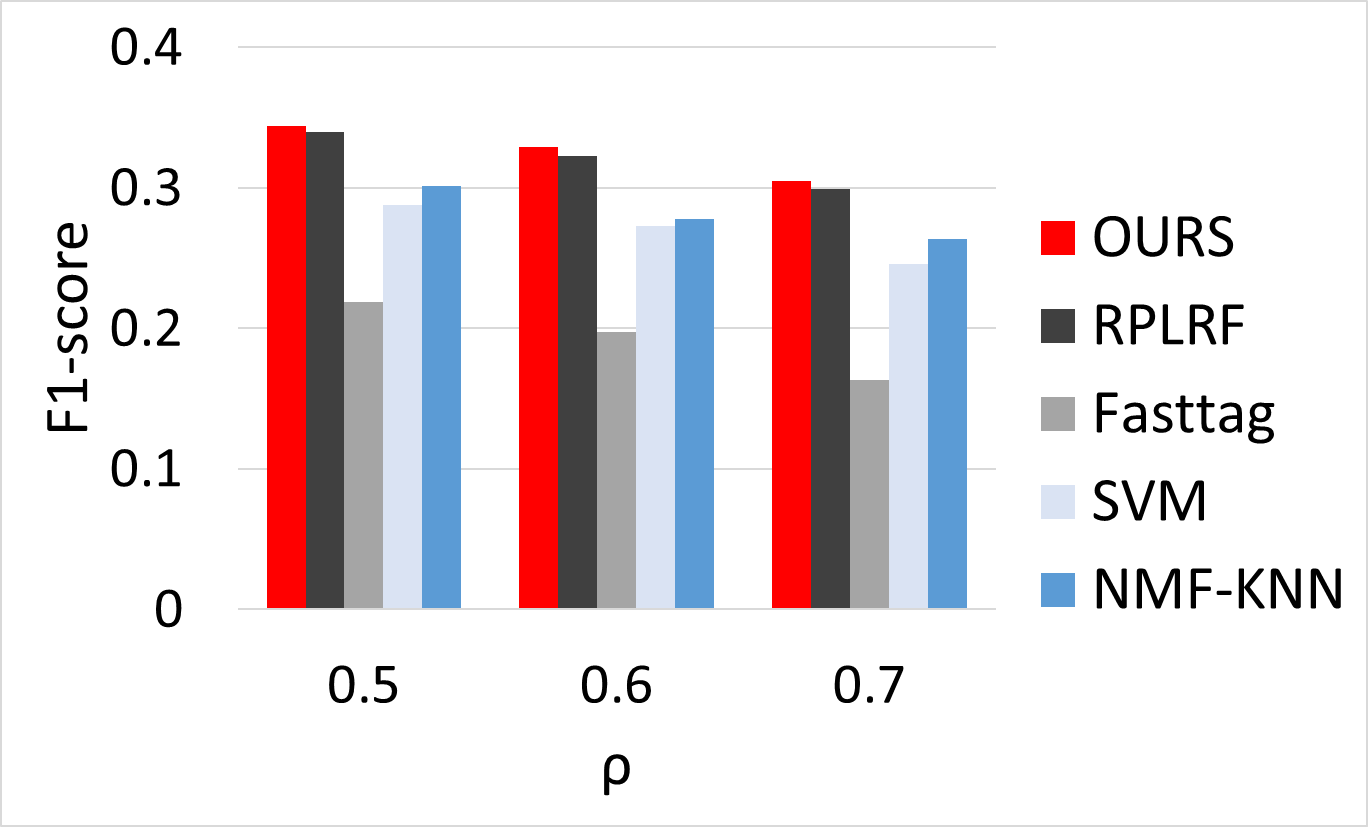 0.4
0.3
0.2
0.1
0
F1-score
0.5 0.6 0.7
ρ
OURS
RPLRF
Fasttag
SVM
NMF-KNN